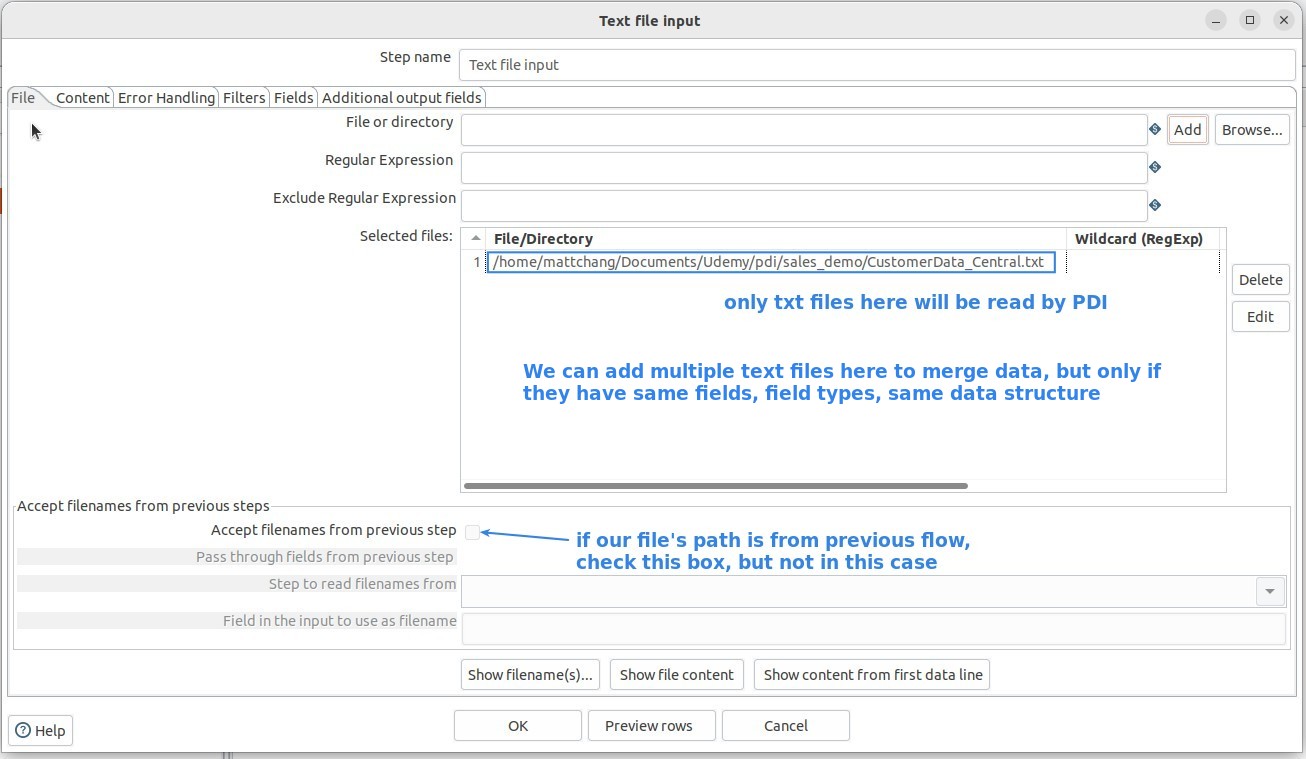 Text file input
Step name
Text file input
File Content Error Handling Filters Fields Additional output fields
File or directory
Add Browse...
Regular Expression
Exclude Regular Expression
Selected files:
File/Directory Wildcard (RegExp)
1 /home/mattchang/Documents/Udemy/pdi/sales_demo/CustomerData_Central.txt
Delete
only txt files here will be read by PDI
Edit
We can add multiple text files here to merge data, but only if
they have same fields, field types, same data structure
Accept filenames from previous steps
Accept filenames from previous step
if our file's path is from previous flow,
check this box, but not in this case
Pass through fields from previous step
Step to read filenames from
Field in the input to use as filename
Show filename(s)... Show file content Show content from first data line
Help
OK Preview rows Cancel